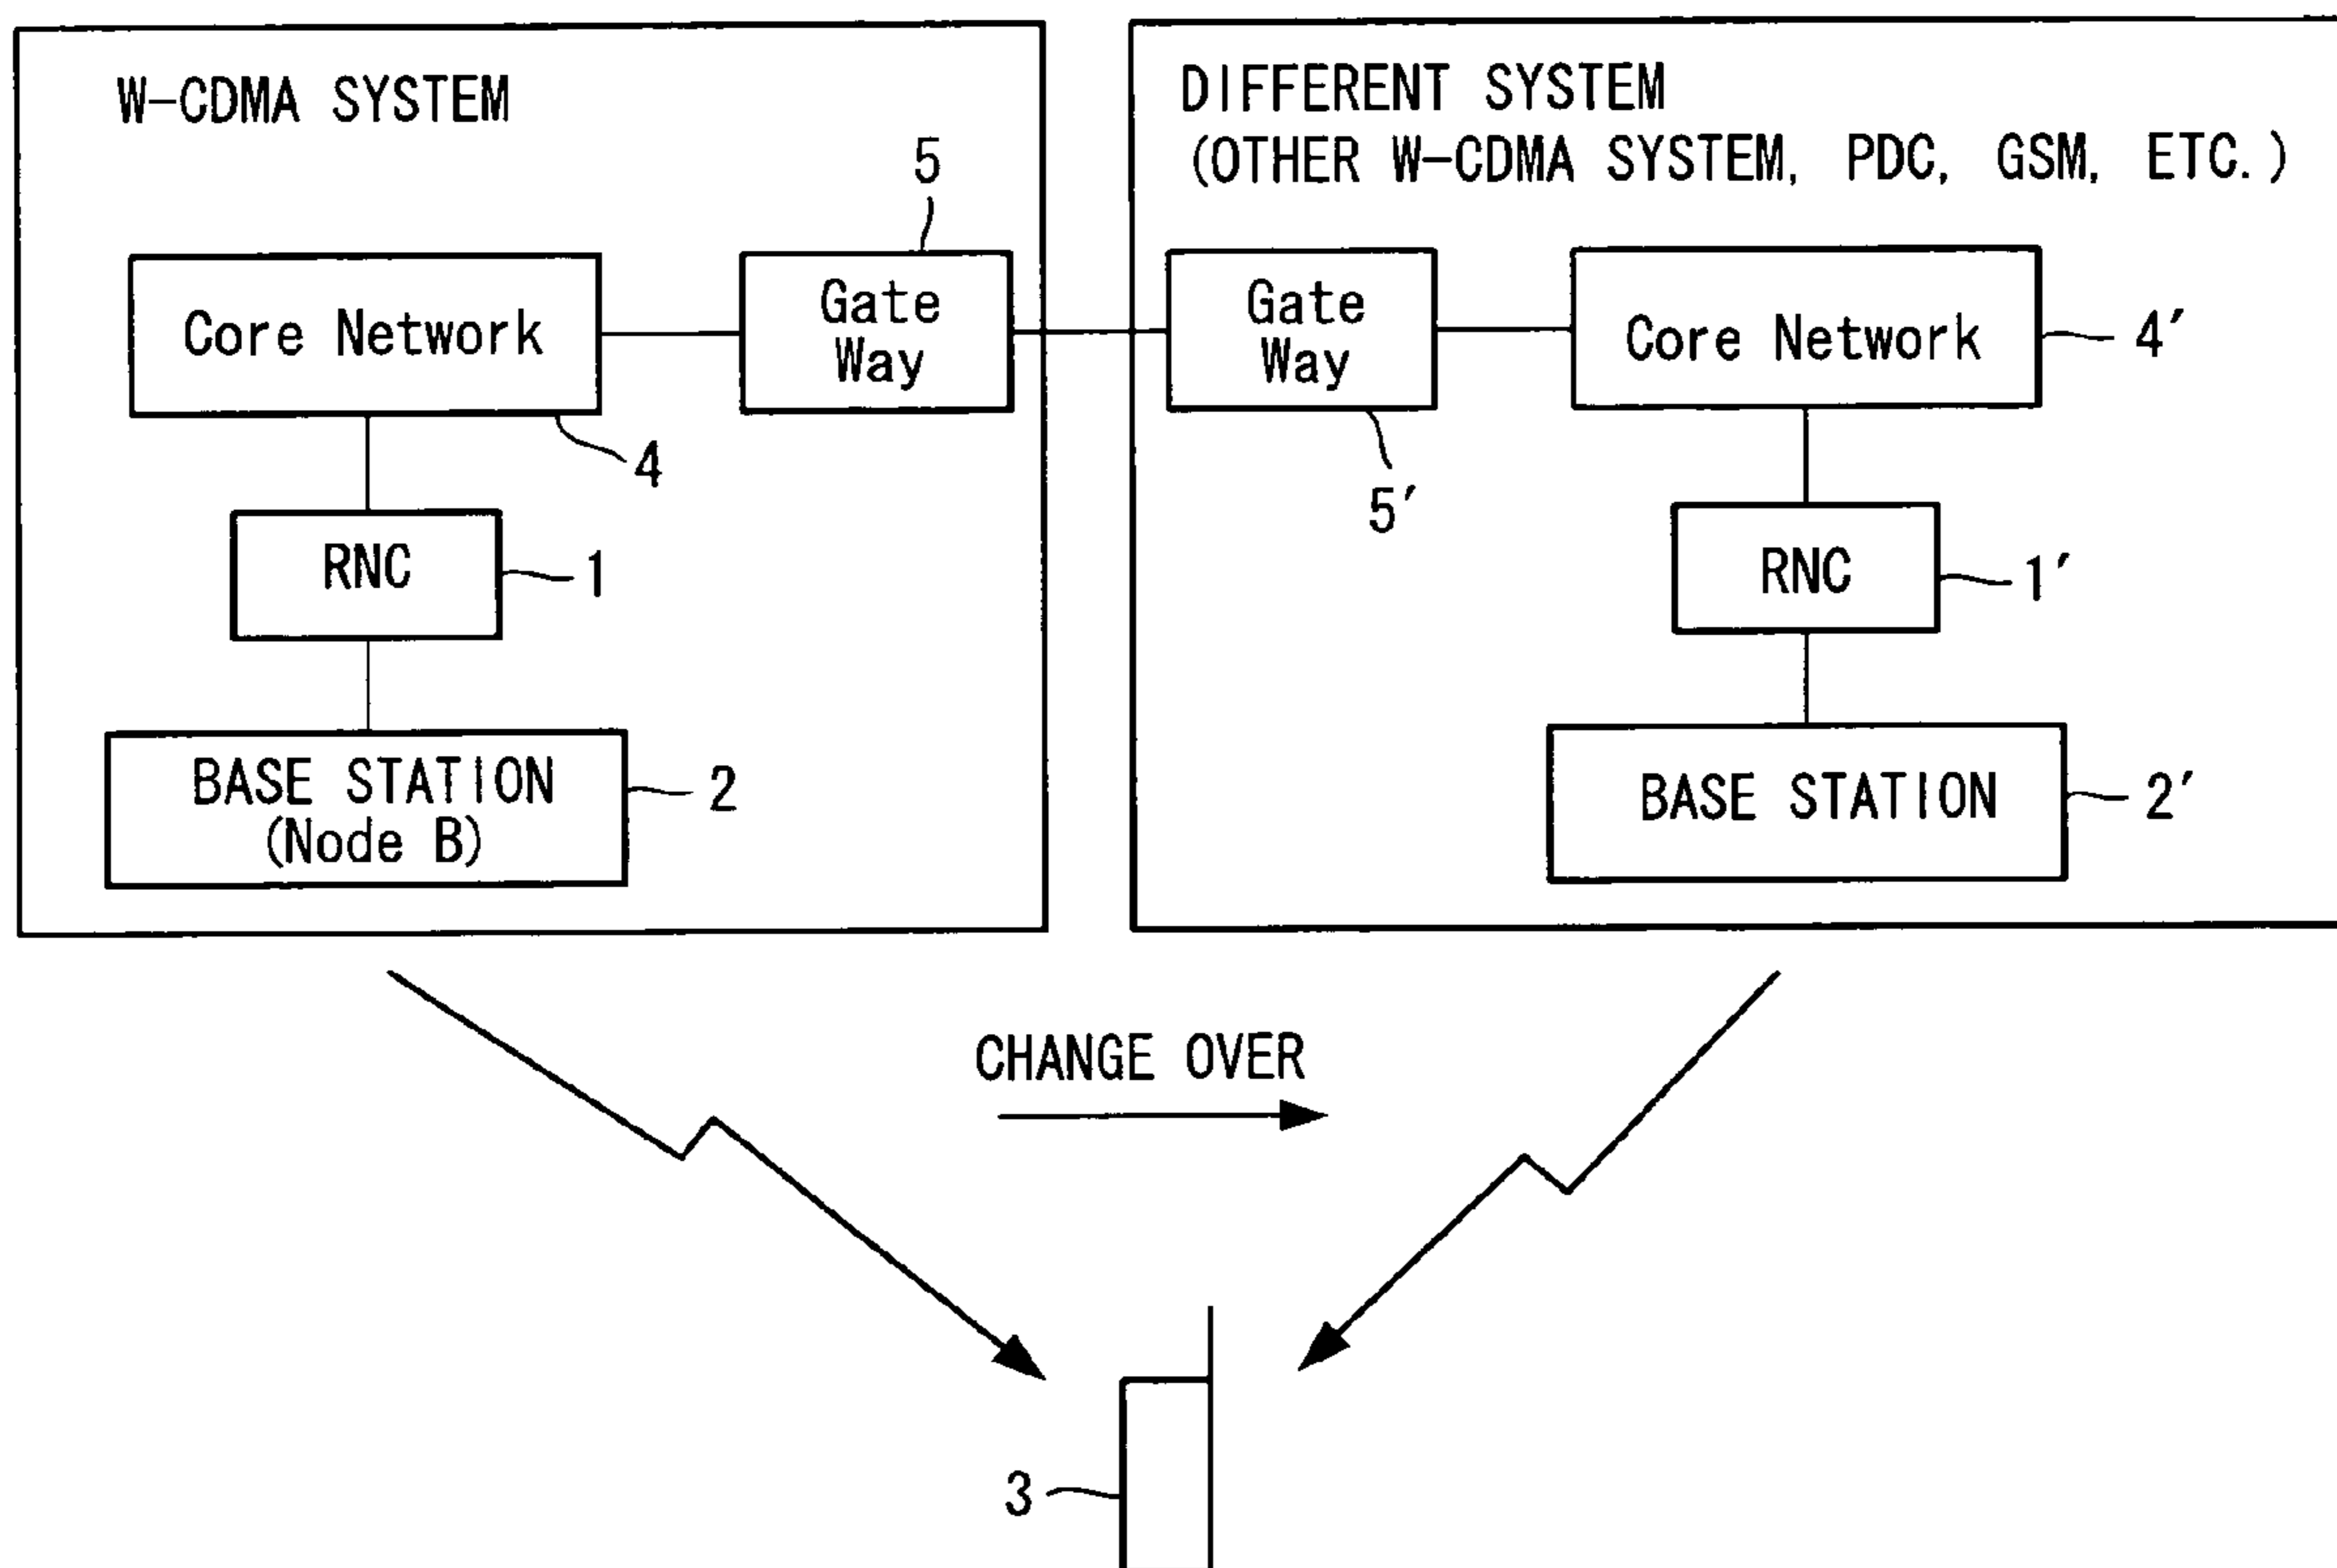 W-CDMA SYSTEM
5
Core Network
Gate
Way
4
RNC
1
BASE STATION
(Node B)
2
DIFFERENT SYSTEM
(OTHER W-CDMA SYSTEM, PDC, GSM, ETC.)
Gate
Way
5′
Core Network
4′
RNC
1′
BASE STATION
2′
CHANGE OVER
3